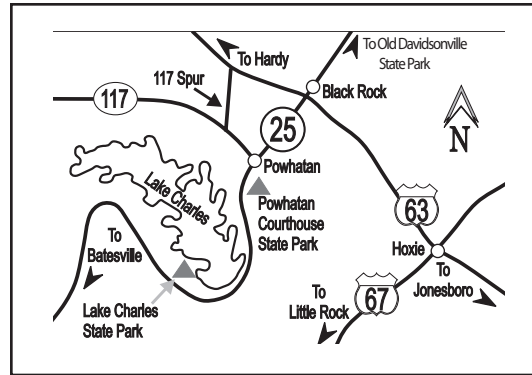 To Old Davidsonville
State Park
To Hardy
117 Spur
117
Black Rock
25
N
Powhatan
Lake Charles
Powhatan
Courthouse
State Park
63
To
Batesville
Hoxie
To
Jonesboro
Lake Charles
State Park
To
Little Rock
67